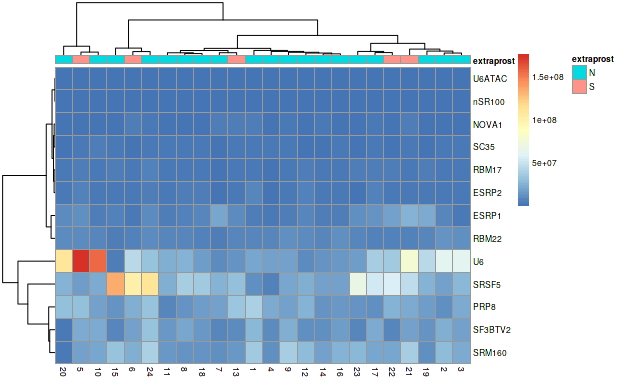 extraprost
U6ATAC
nSR100
NOVA1
SC35
RBM17
ESRP2
ESRP1
RBM22
U6
SRSF5
PRP8
SF3BTV2
SRM160
20 5 10 15 6 24 11 8 18 7 13 1 4 9 12 14 16 23 17 22 21 19 2 3
1.5e+08
1e+08
5e+07
extraprost
N
S